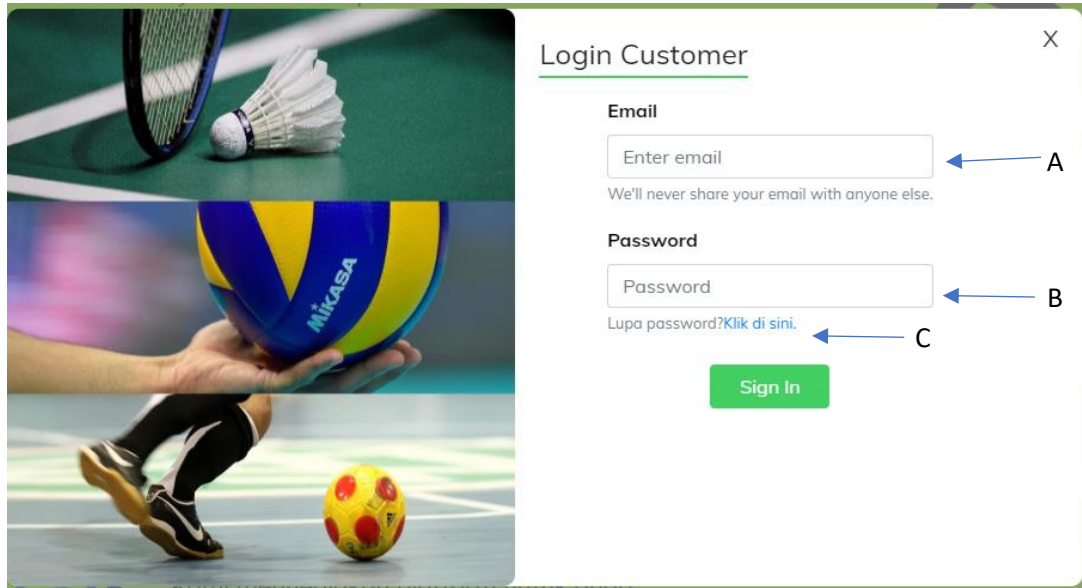 Login Customer
X
Email
Enter email
A
We'll never share your email with anyone else.
Password
Password
B
Lupa password?Klik di sini.
C
Sign In
MIKASA